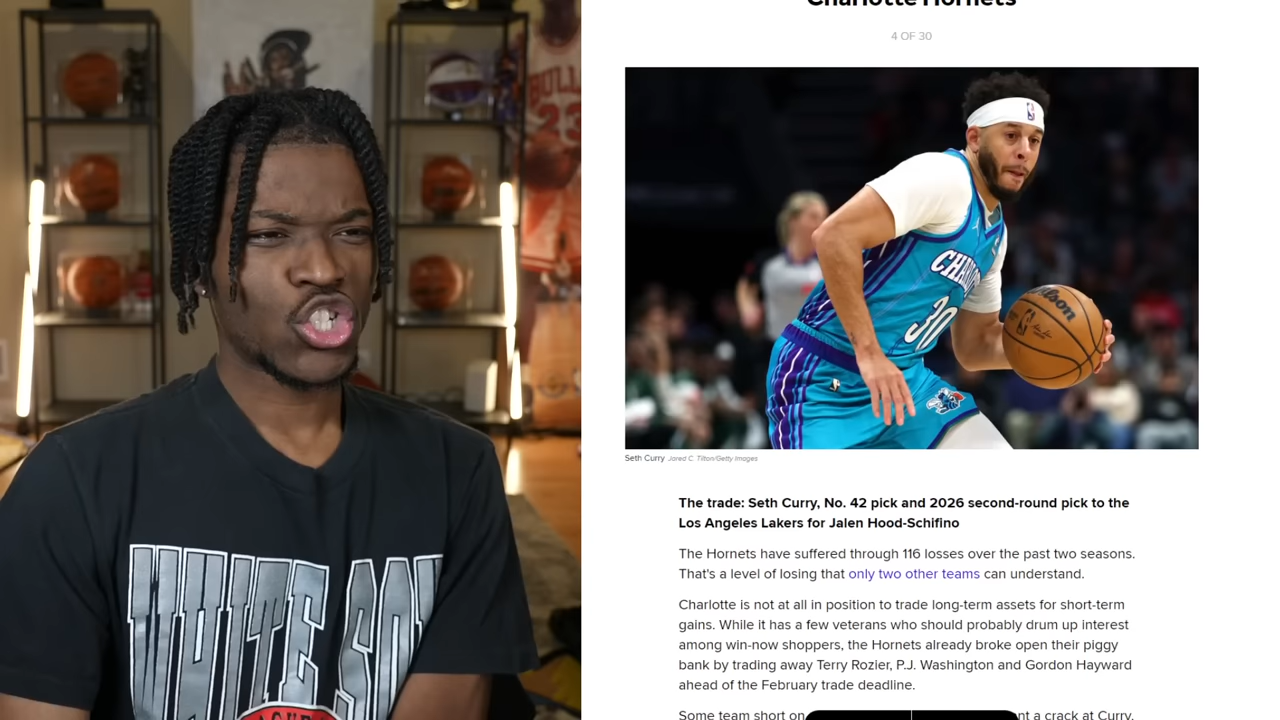 Charlotte Hornets
4 OF 30
BULLS
23
CHARLO
30
Wilson
Seth Curry Jared C. Tilton/Getty Images
The trade: Seth Curry, No. 42 pick and 2026 second-round pick to the
Los Angeles Lakers for Jalen Hood-Schifino
The Hornets have suffered through 116 losses over the past two seasons.
That's a level of losing that only two other teams can understand.
Charlotte is not at all in position to trade long-term assets for short-term
gains. While it has a few veterans who should probably drum up interest
among win-now shoppers, the Hornets already broke open their piggy
bank by trading away Terry Rozier, P.J. Washington and Gordon Hayward
ahead of the February trade deadline.
Some team short on
nt a crack at Curry.
WHITE SOX